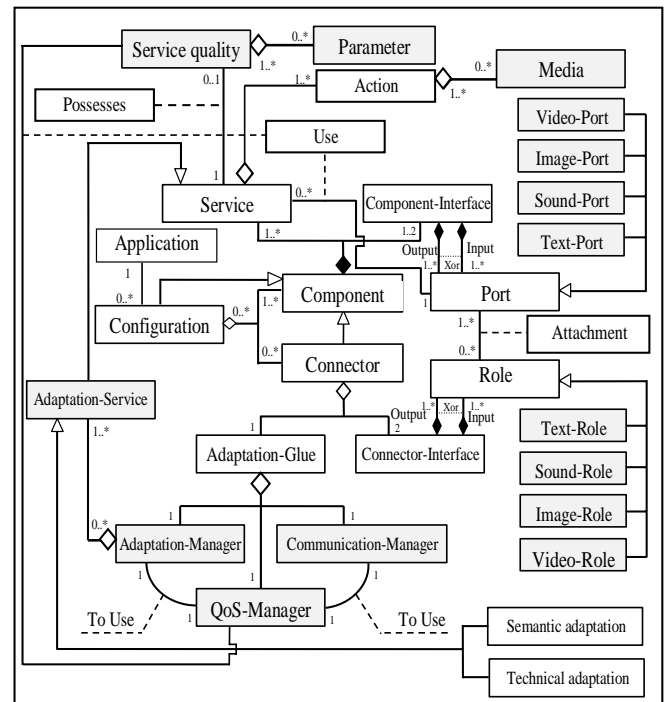 Service quality
0..*
Parameter
1..*
0..1
1..*
Action
0..*
Media
1..*
Possesses
Video-Port
Use
Image-Port
1
0..*
Service
Component-Interface
Sound-Port
1..*
1..2
Text-Port
Application
Output
Input
1
1..*
Xor
1..*
0..*
Component
1
Port
Configuration
0..*
1..*
1..*
Attachment
0..*
Connector
0..*
Role
Adaptation-Service
Output
1..*
Xor
1..*
Input
1..*
1
2
Text-Role
Adaptation-Glue
Connector-Interface
Sound-Role
0..*
1
1
Image-Role
Adaptation-Manager
Communication-Manager
1
1
1
Video-Role
To Use
1
QoS-Manager
1
To Use
Semantic adaptation
Technical adaptation